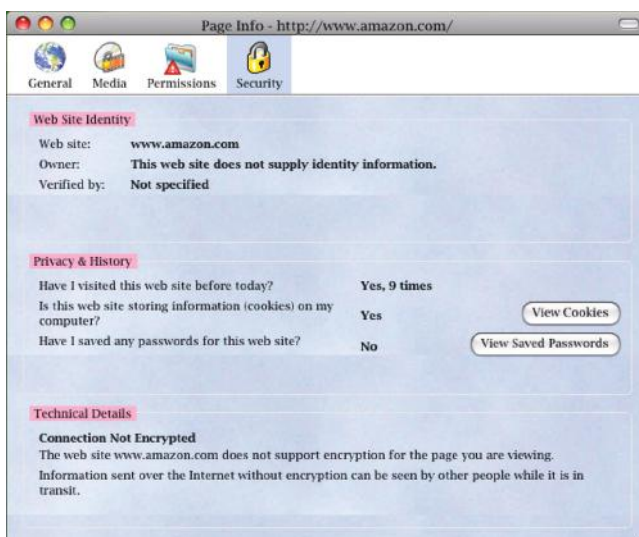 Page Info - http://www.amazon.com/
General Media Permissions Security
Web Site Identity
Web site: www.amazon.com
Owner: This web site does not supply identity information.
Verified by: Not specified
Privacy & History
Have I visited this web site before today? Yes, 9 times
Is this web site storing information (cookies) on my
computer? Yes View Cookies
Have I saved any passwords for this web site? No View Saved Passwords
Technical Details
Connection Not Encrypted
The web site www.amazon.com does not support encryption for the page you are viewing.
Information sent over the Internet without encryption can be seen by other people while it is in
transit.